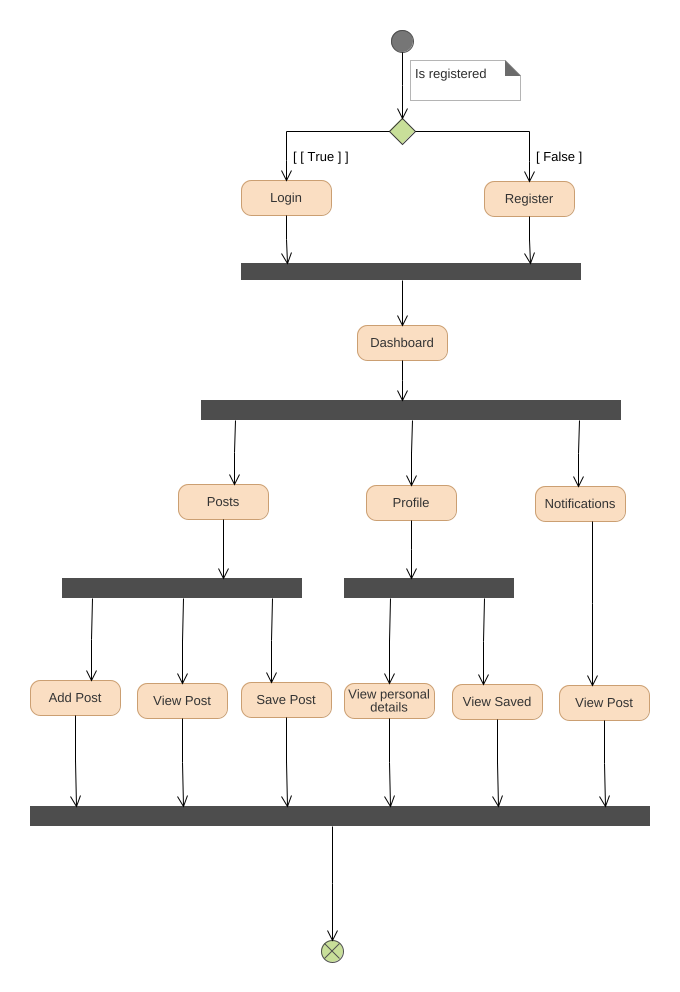 Is registered
[ [ True ] ]
[ False ]
Login
Register
Dashboard
Posts
Profile
Notifications
Add Post
View Post
Save Post
View personal
details
View Saved
View Post